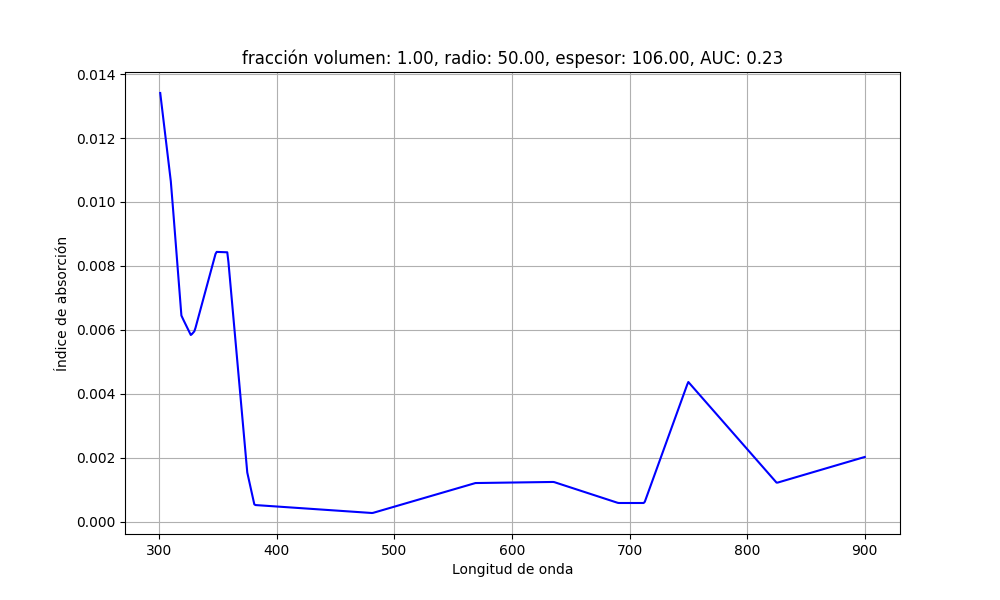 fracción volumen: 1.00, radio: 50.00, espesor: 106.00, AUC: 0.23
0.014
0.012
0.010
0.008
0.006
0.004
0.002
0.000
Índice de absorción
300 400 500 600 700 800 900
Longitud de onda